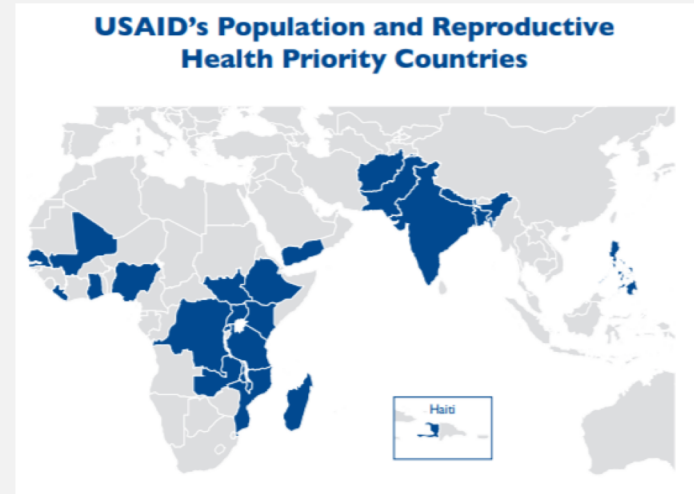 USAID's Population and Reproductive
Health Priority Countries
Haiti